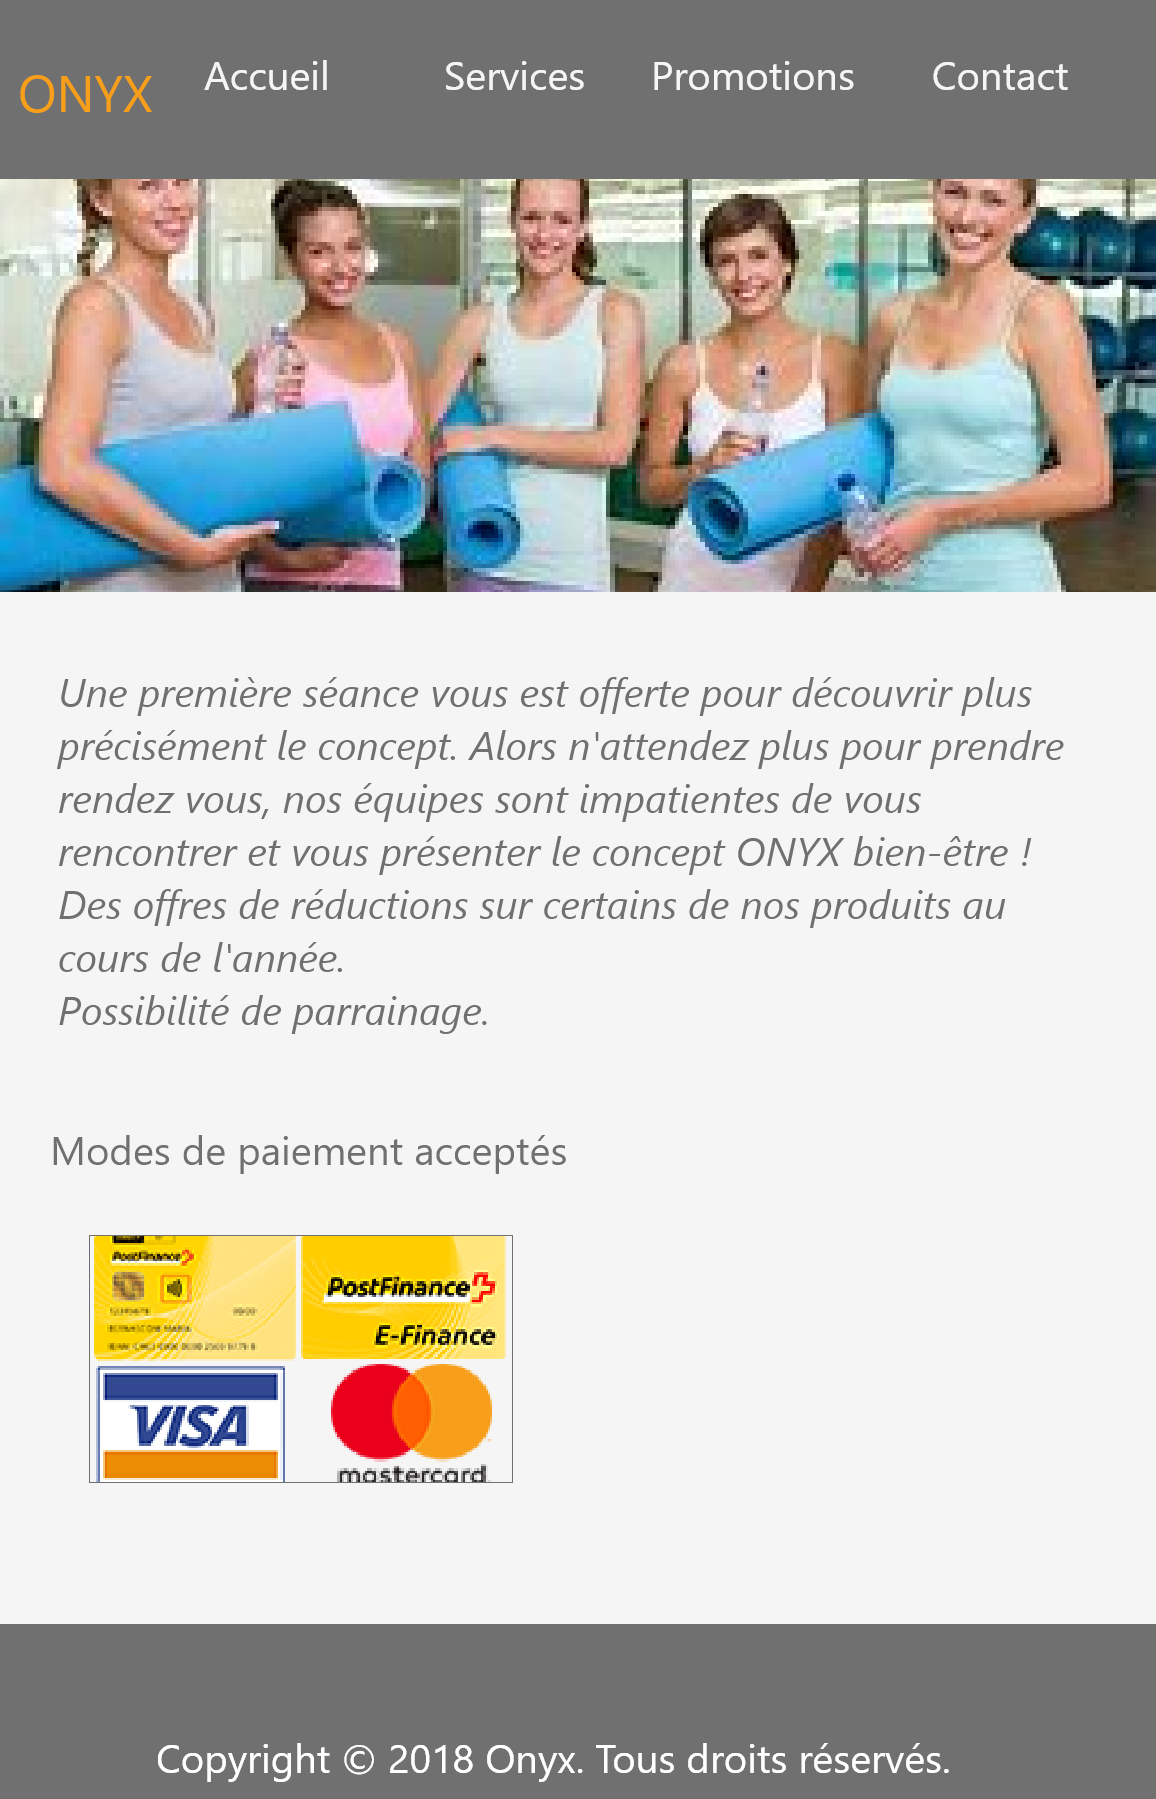 ONYX Accueil Services Promotions Contact
Une première séance vous est offerte pour découvrir plus
précisément le concept. Alors n'attendez plus pour prendre
rendez vous, nos équipes sont impatientes de vous
rencontrer et vous présenter le concept ONYX bien-être !
Des offres de réductions sur certains de nos produits au
cours de l'année.
Possibilité de parrainage.
Modes de paiement acceptés
PostFinance
PostFinance
E-Finance
VISA
mastercard.
Copyright © 2018 Onyx. Tous droits réservés.